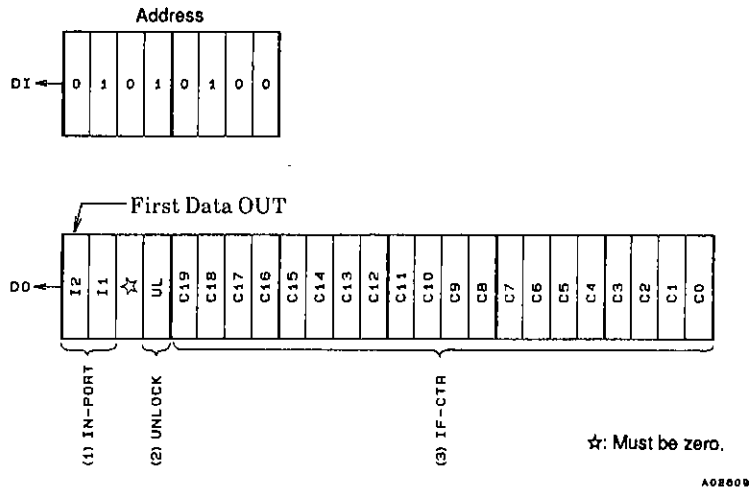 Address
DI
0 1 0 1 0 1 0 0
First Data OUT
DO
I2 I1 ☆ UL C19 C18 C17 C16 C15 C14 C13 C12 C11 C10 C9 C8 C7 C6 C5 C4 C3 C2 C1 C0
(1) IN-PORT
(2) UNLOCK
(3) IF-CTR
☆: Must be zero.
A02609